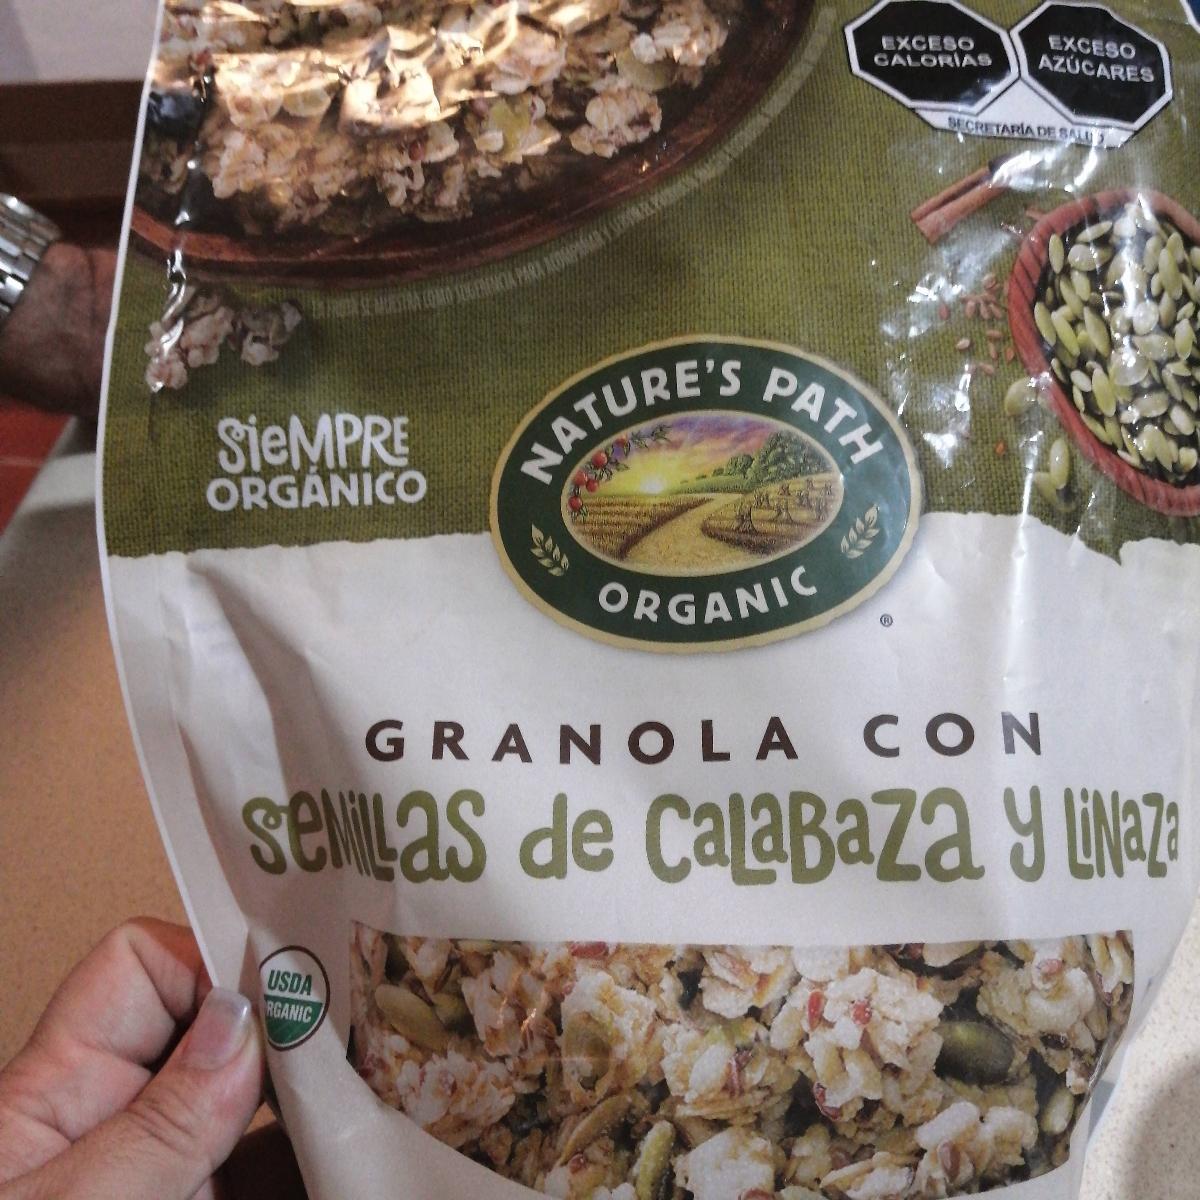 EXCESO
CALORÍAS
EXCESO
AZÚCARES
SECRETARÍA DE SALUD
SIEMPRE
ORGÁNICO
NATURE'S PATH
ORGANIC
®
GRANOLA CON
SEMILLAS de CALABAZA y LINAZA
USDA
ORGANIC